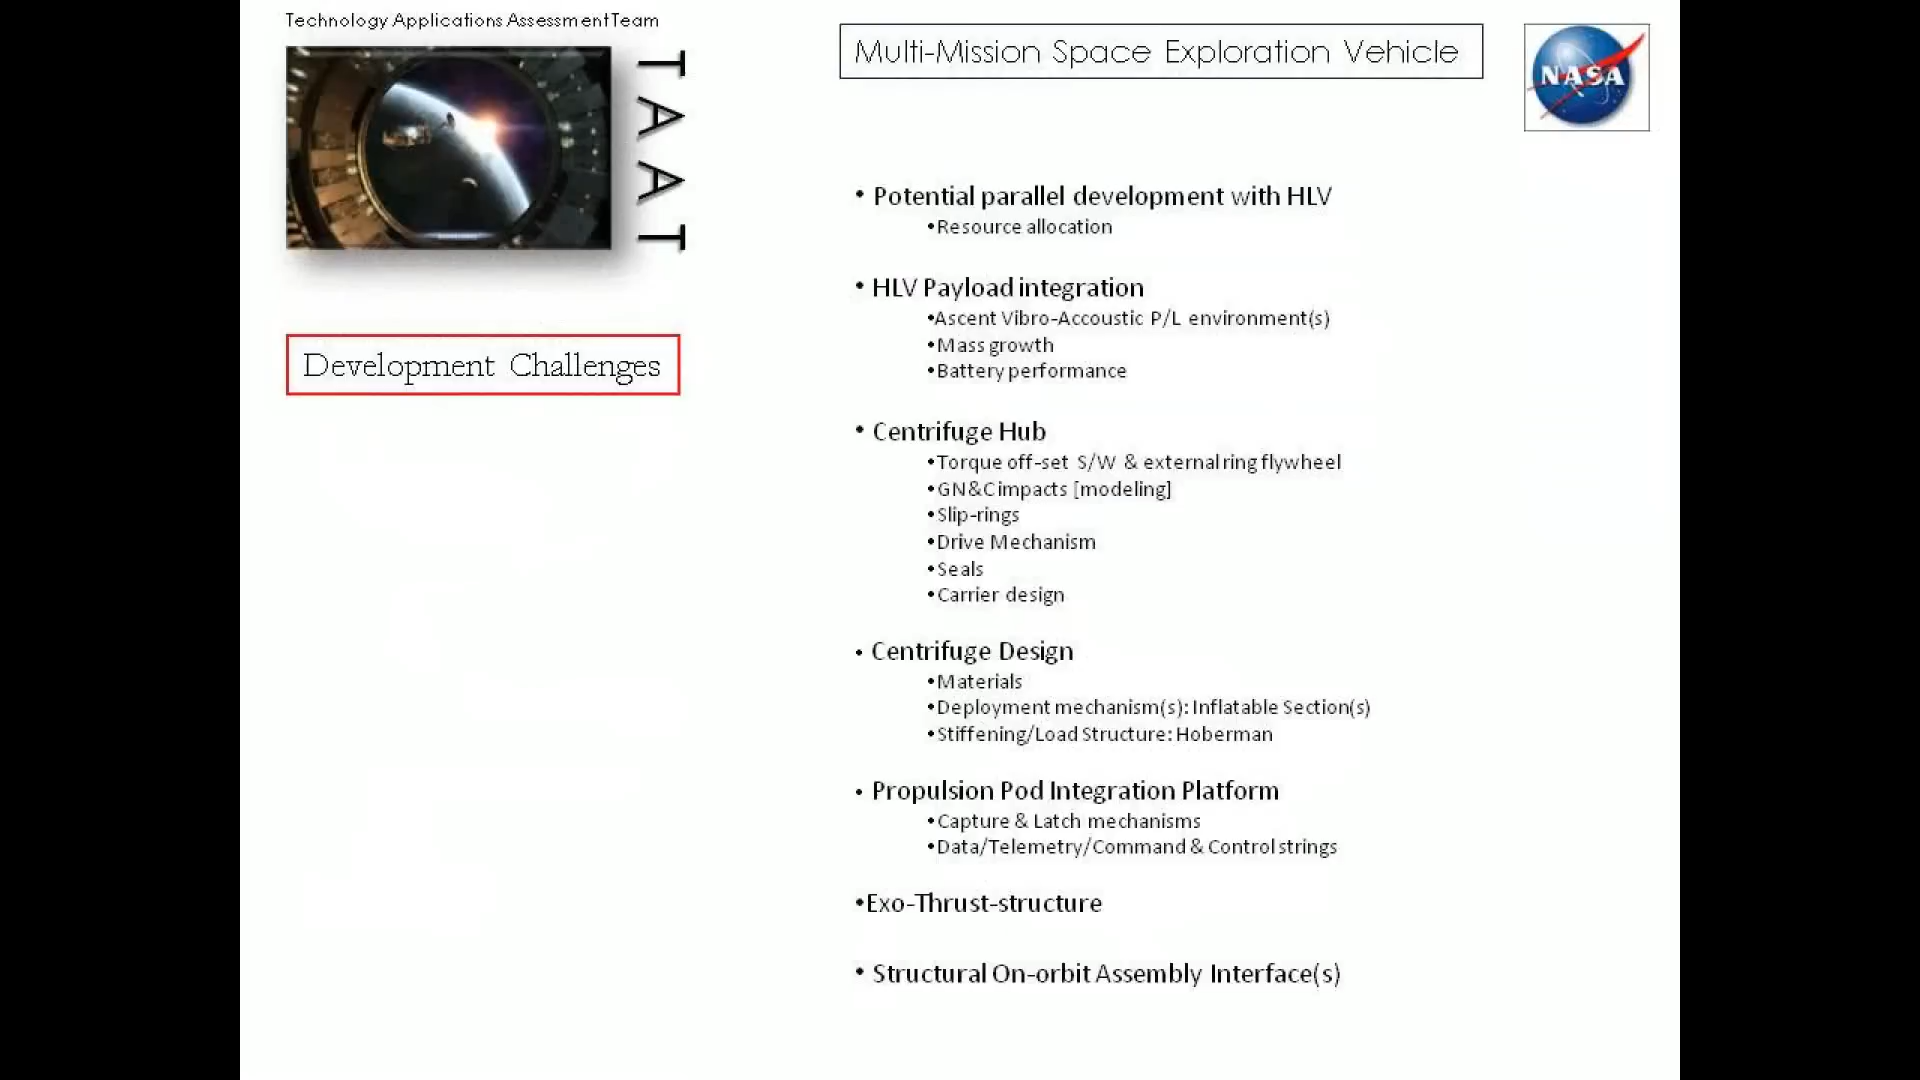 Technology Applications Assessment Team
TAAT
Multi-Mission Space Exploration Vehicle
NASA
Development Challenges
• Potential parallel development with HLV
•Resource allocation
• HLV Payload integration
•Ascent Vibro-Accoustic P/L environment(s)
•Mass growth
•Battery performance
• Centrifuge Hub
•Torque off-set S/W & external ring flywheel
•GN&C impacts [modeling]
•Slip-rings
•Drive Mechanism
•Seals
•Carrier design
• Centrifuge Design
•Materials
•Deployment mechanism(s): Inflatable Section(s)
•Stiffening/Load Structure: Hoberman
• Propulsion Pod Integration Platform
•Capture & Latch mechanisms
•Data/Telemetry/Command & Control strings
•Exo-Thrust-structure
• Structural On-orbit Assembly Interface(s)